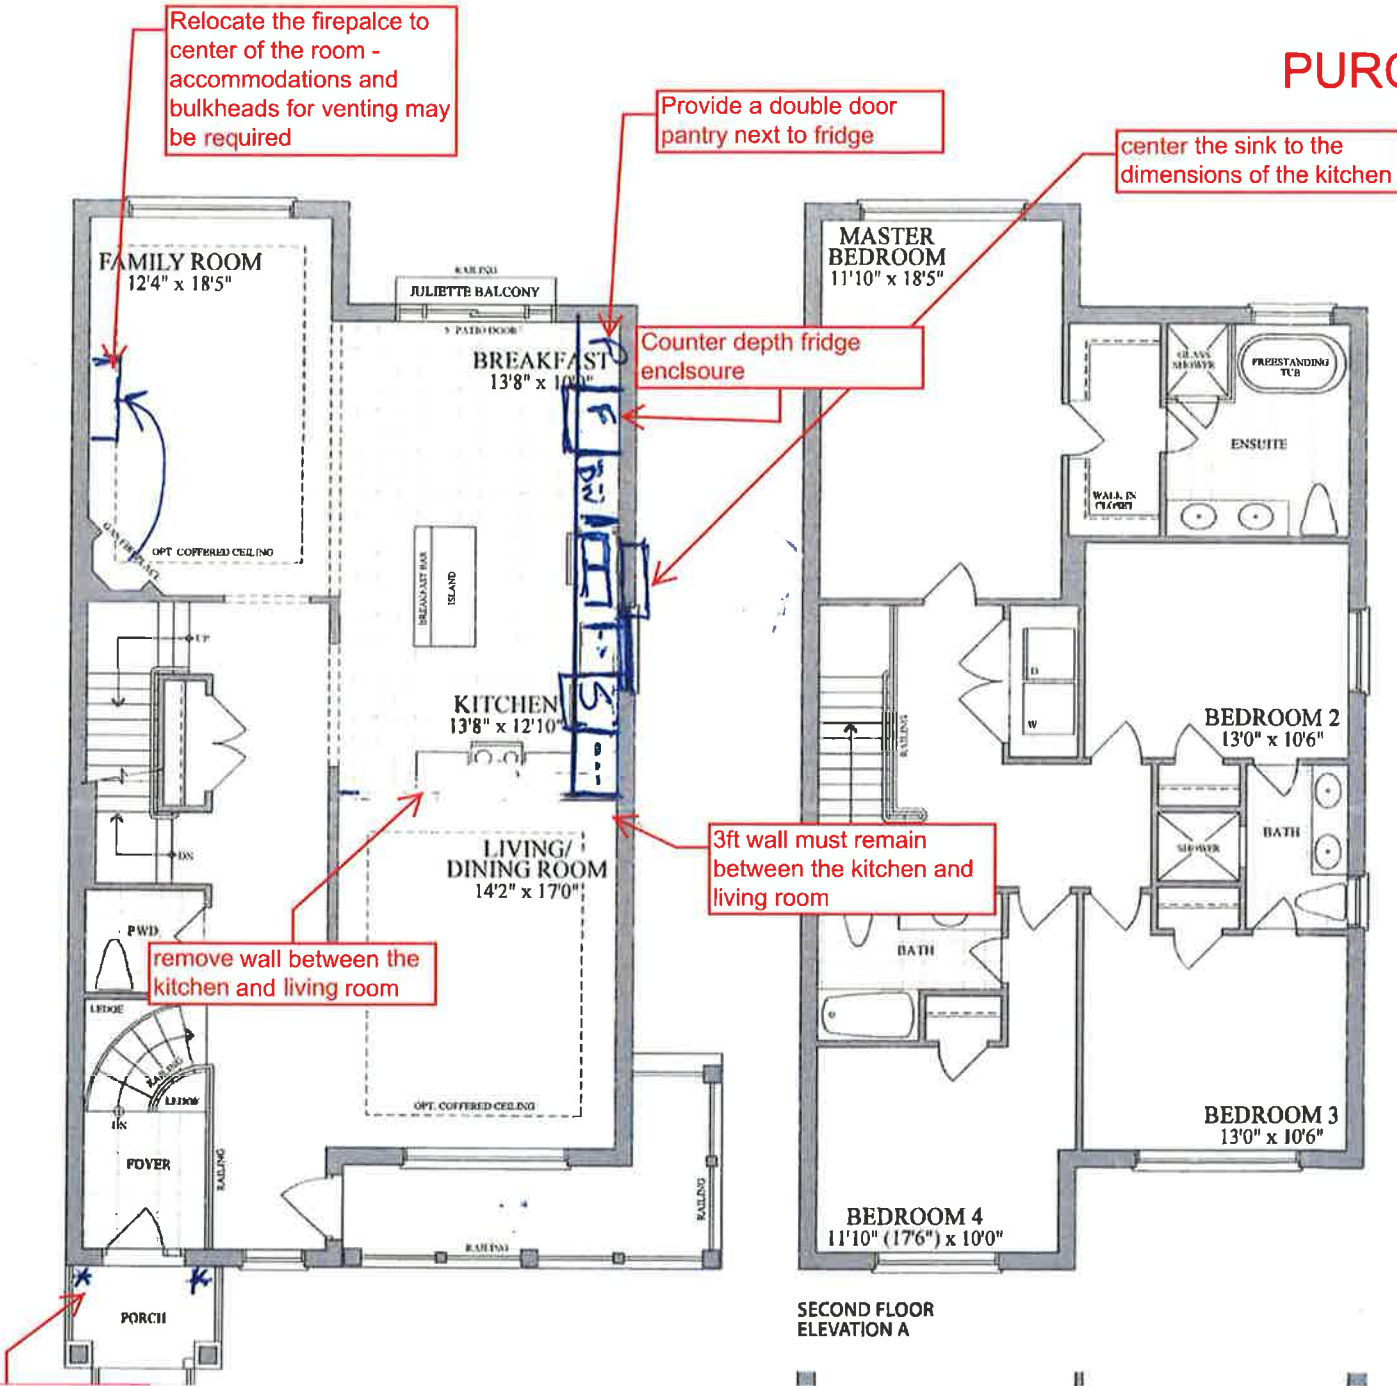 Relocate the firepalce to
center of the room -
accommodations and
bulkheads for venting may
be required
PURC
Provide a double door
pantry next to fridge
center the sink to the
dimensions of the kitchen
FAMILY ROOM
12'4" x 18'5"
RAILING
JULIETTE BALCONY
5' PATIO DOOR
BREAKFAST
13'8" x 10'0"
P
Counter depth fridge
enclsoure
F
DW
GAS FIREPLACE
OPT. COFFERED CEILING
BREAKFAST BAR
ISLAND
UP
KITCHEN
13'8" x 12'10"
S
DN
LIVING/
DINING ROOM
14'2" x 17'0"
3ft wall must remain
between the kitchen and
living room
PWD.
remove wall between the
kitchen and living room
LEDGE
RAILING
LEDGE
DN
FOYER
RAILING
OPT. COFFERED CEILING
RAILING
RAILING
PORCH
MASTER
BEDROOM
11'10" x 18'5"
GLASS
SHOWER
FREESTANDING
TUB
ENSUITE
WALK IN
CLOSET
D
W
RAILING
BEDROOM 2
13'0" x 10'6"
SHOWER
BATH
BATH
BEDROOM 3
13'0" x 10'6"
BEDROOM 4
11'10" (17'6") x 10'0"
SECOND FLOOR
ELEVATION A